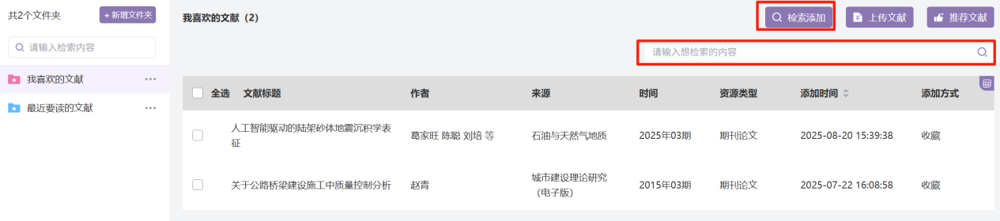 共2个文件夹
+ 新增文件夹
请输入检索内容
我喜欢的文献
最近要读的文献
我喜欢的文献（2）
检索添加
上传文献
推荐文献
请输入想检索的内容
全选 文献标题 作者 来源 时间 资源类型 添加时间 添加方式
人工智能驱动的陆架砂体地震沉积学表
征
葛家旺 陈聪 刘培 等
石油与天然气地质
2025年03期
期刊论文
2025-08-20 15:39:38
收藏
关于公路桥梁建设施工中质量控制分析
赵青
城市建设理论研究
（电子版）
2015年03期
期刊论文
2025-07-22 16:08:58
收藏